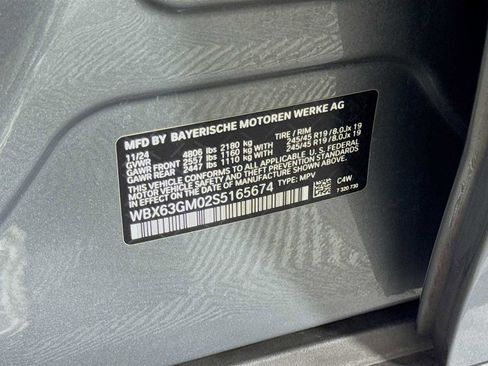 MFD BY BAYERISCHE MOTOREN WERKE AG
11/24 4806 lbs 2180 kg TIRE / RIM
GVWR
GAWR FRONT 2557 lbs 1160 kg WITH 245/45 R19 / 8.0Jx 19
GAWR REAR 2447 lbs 1110 kg WITH 245/45 R19 / 8.0Jx 19
THIS VEHICLE CONFORMS TO ALL APPLICABLE U.S. FEDERAL
MOTOR VEHICLE SAFETY, BUMPER, AND THEFT PREVENTION
STANDARDS IN EFFECT ON THE DATE OF MANUFACTURE SHOWN ABOVE.
WBX63GM02S5165674 TYPE: MPV
C4W
7 320 730